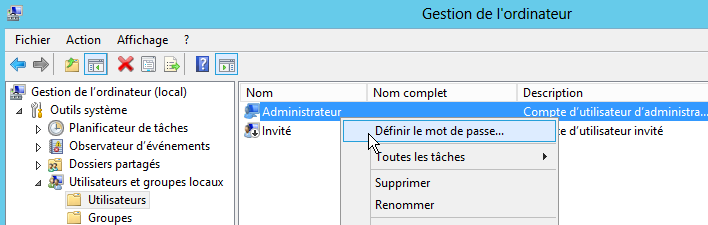 Gestion de l'ordinateur
Fichier Action Affichage ?
Gestion de l'ordinateur (local)
Outils système
Planificateur de tâches
Observateur d'événements
Dossiers partagés
Utilisateurs et groupes locaux
Utilisateurs
Groupes
Nom Nom complet Description
Administrateur Compte d'utilisateur d'administra...
Invité d'utilisateur invité
Définir le mot de passe...
Toutes les tâches
Supprimer
Renommer